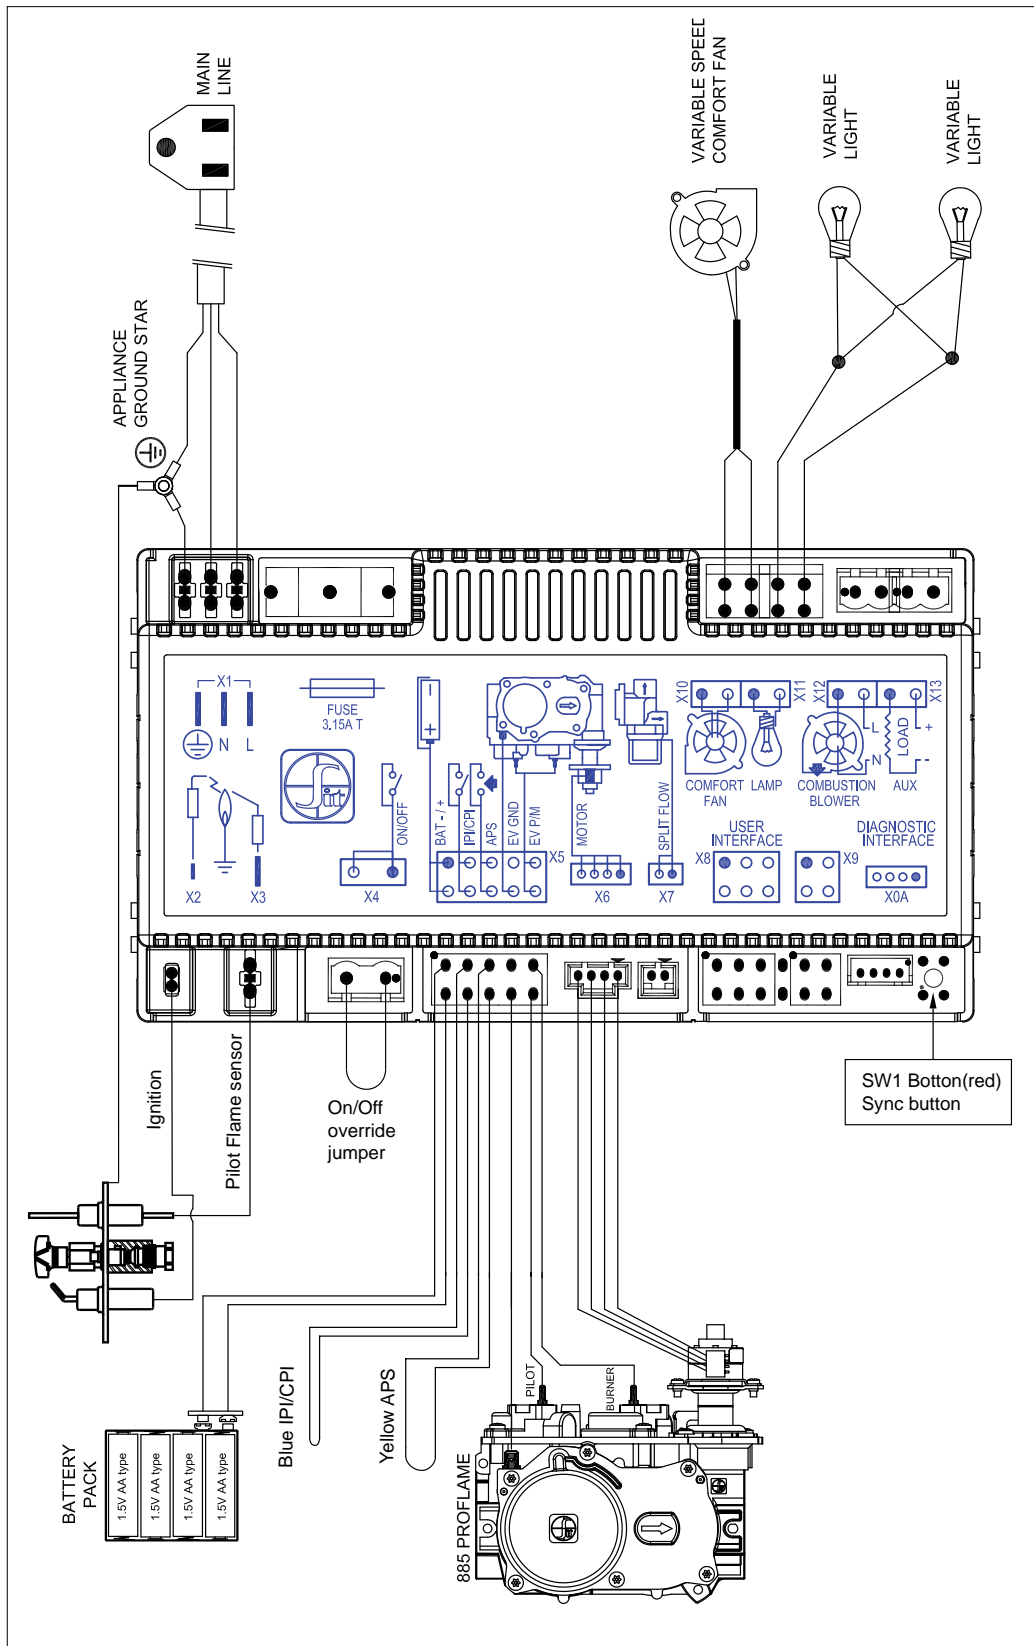 MAIN
LINE
VARIABLE SPEED
COMFORT FAN
VARIABLE
LIGHT
VARIABLE
LIGHT
APPLIANCE
GROUND STAR
X1
N
L
FUSE
3.15A T
- +
X10
X11
X12
X13
L
N
LOAD
+
-
COMFORT
FAN
LAMP
COMBUSTION
BLOWER
AUX
Sit
ON/OFF
BAT - / +
IPI/CPI
APS
EV GND
EV P/M
MOTOR
SPLIT FLOW
USER
INTERFACE
DIAGNOSTIC
INTERFACE
X2
X3
X4
X5
X6
X7
X8
X9
X0A
Ignition
Pilot Flame sensor
On/Off
override
jumper
SW1 Botton(red)
Sync button
BATTERY
PACK
1.5V AA type
1.5V AA type
1.5V AA type
1.5V AA type
Blue IPI/CPI
Yellow APS
PILOT
BURNER
885 PROFLAME